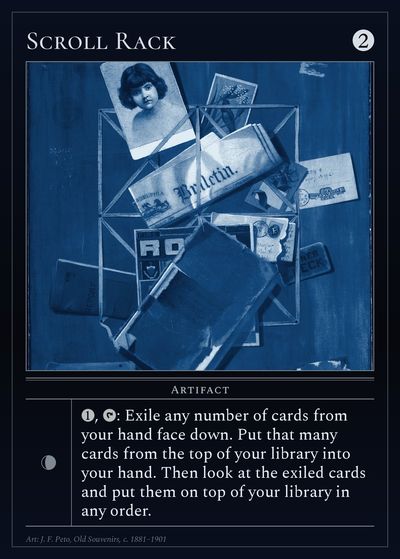 Scroll Rack 2
Bulletin.
RO
Artifact
1, T: Exile any number of cards from
your hand face down. Put that many
cards from the top of your library into
your hand. Then look at the exiled cards
and put them on top of your library in
any order.
Art: J. F. Peto, Old Souvenirs, c. 1881–1901